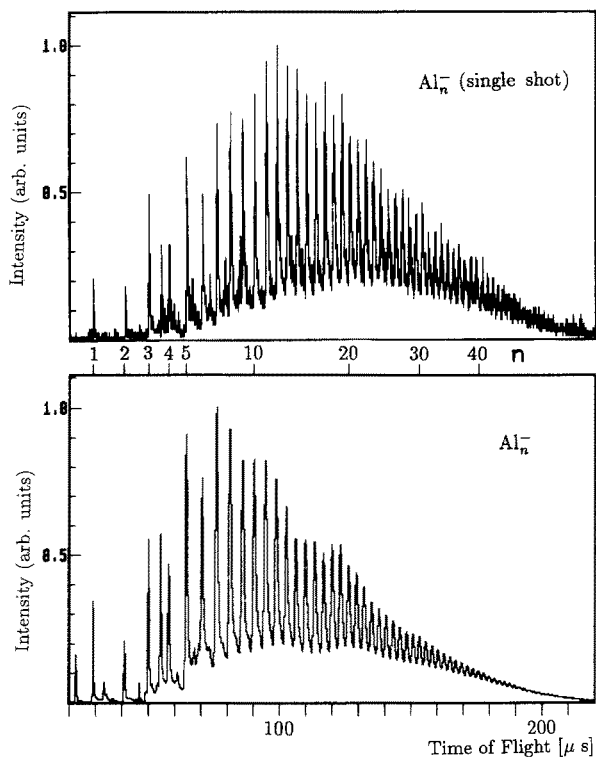 1.0
Al_n^- (single shot)
Intensity (arb. units)
0.5
1 2 3 4 5 10 20 30 40 n
1.0
Al_n^-
Intensity (arb. units)
0.5
100 200
Time of Flight [μ s]